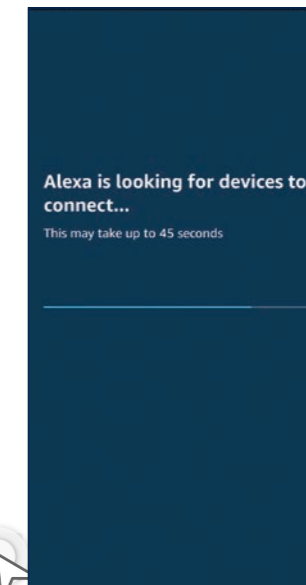 Alexa is looking for devices to
connect...
This may take up to 45 seconds